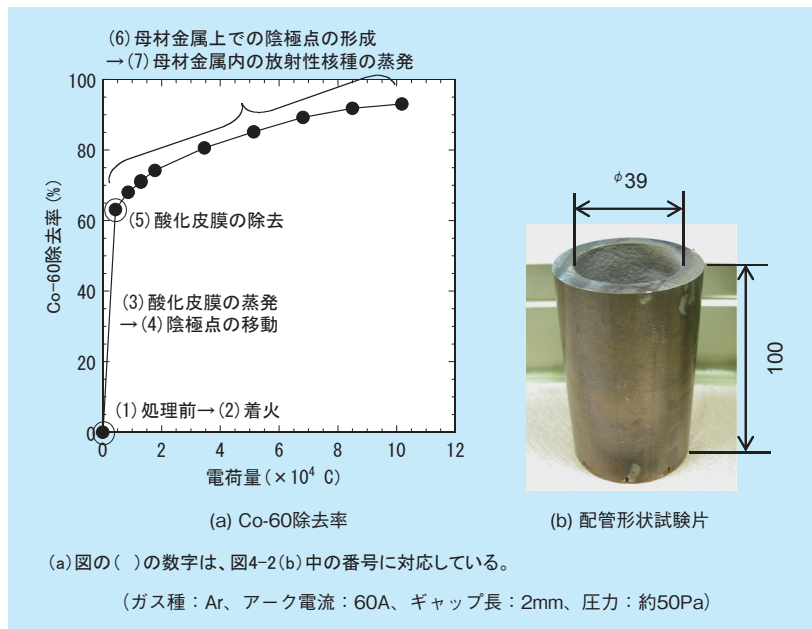 (6)母材金属上での陰極点の形成
→(7)母材金属内の放射性核種の蒸発
100
80
60
40
20
0
Co-60除去率(%)
(5)酸化皮膜の除去
(3)酸化皮膜の蒸発
→(4)陰極点の移動
(1)処理前→(2)着火
0 2 4 6 8 10 12
電荷量(×10⁴ C)
(a) Co-60除去率
φ39
100
(b) 配管形状試験片
(a)図の( )の数字は、図4-2(b)中の番号に対応している。
(ガス種：Ar、アーク電流：60A、ギャップ長：2mm、圧力：約50Pa)